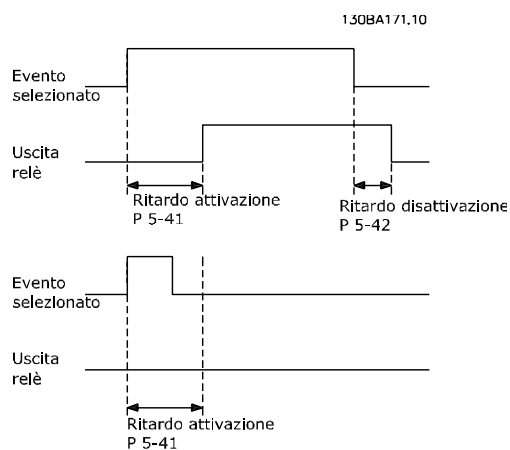 130BA171.10
Evento
selezionato
Uscita
relè
Ritardo attivazione
P 5-41
Ritardo disattivazione
P 5-42
Evento
selezionato
Uscita
relè
Ritardo attivazione
P 5-41